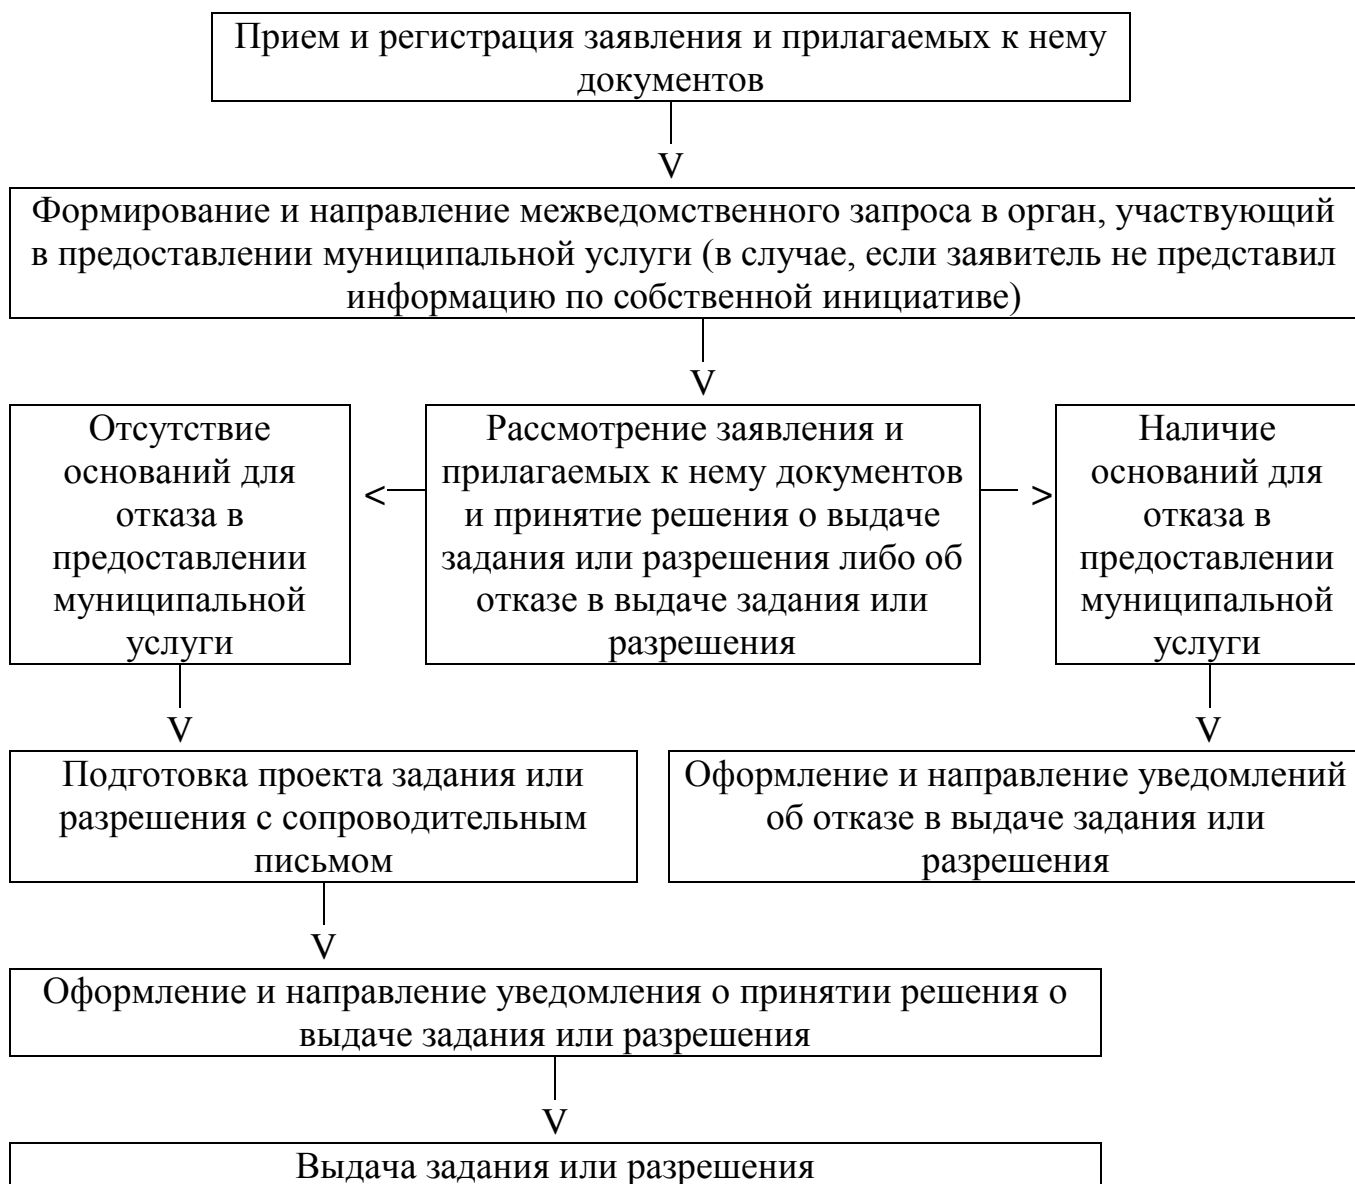 Прием и регистрация заявления и прилагаемых к нему
документов
V
Формирование и направление межведомственного запроса в орган, участвующий
в предоставлении муниципальной услуги (в случае, если заявитель не представил
информацию по собственной инициативе)
V
Отсутствие
оснований для
отказа в
предоставлении
муниципальной
услуги
<
Рассмотрение заявления и
прилагаемых к нему документов
и принятие решения о выдаче
задания или разрешения либо об
отказе в выдаче задания или
разрешения
>
Наличие
оснований для
отказа в
предоставлении
муниципальной
услуги
V
V
Подготовка проекта задания или
разрешения с сопроводительным
письмом
Оформление и направление уведомлений
об отказе в выдаче задания или
разрешения
V
Оформление и направление уведомления о принятии решения о
выдаче задания или разрешения
V
Выдача задания или разрешения